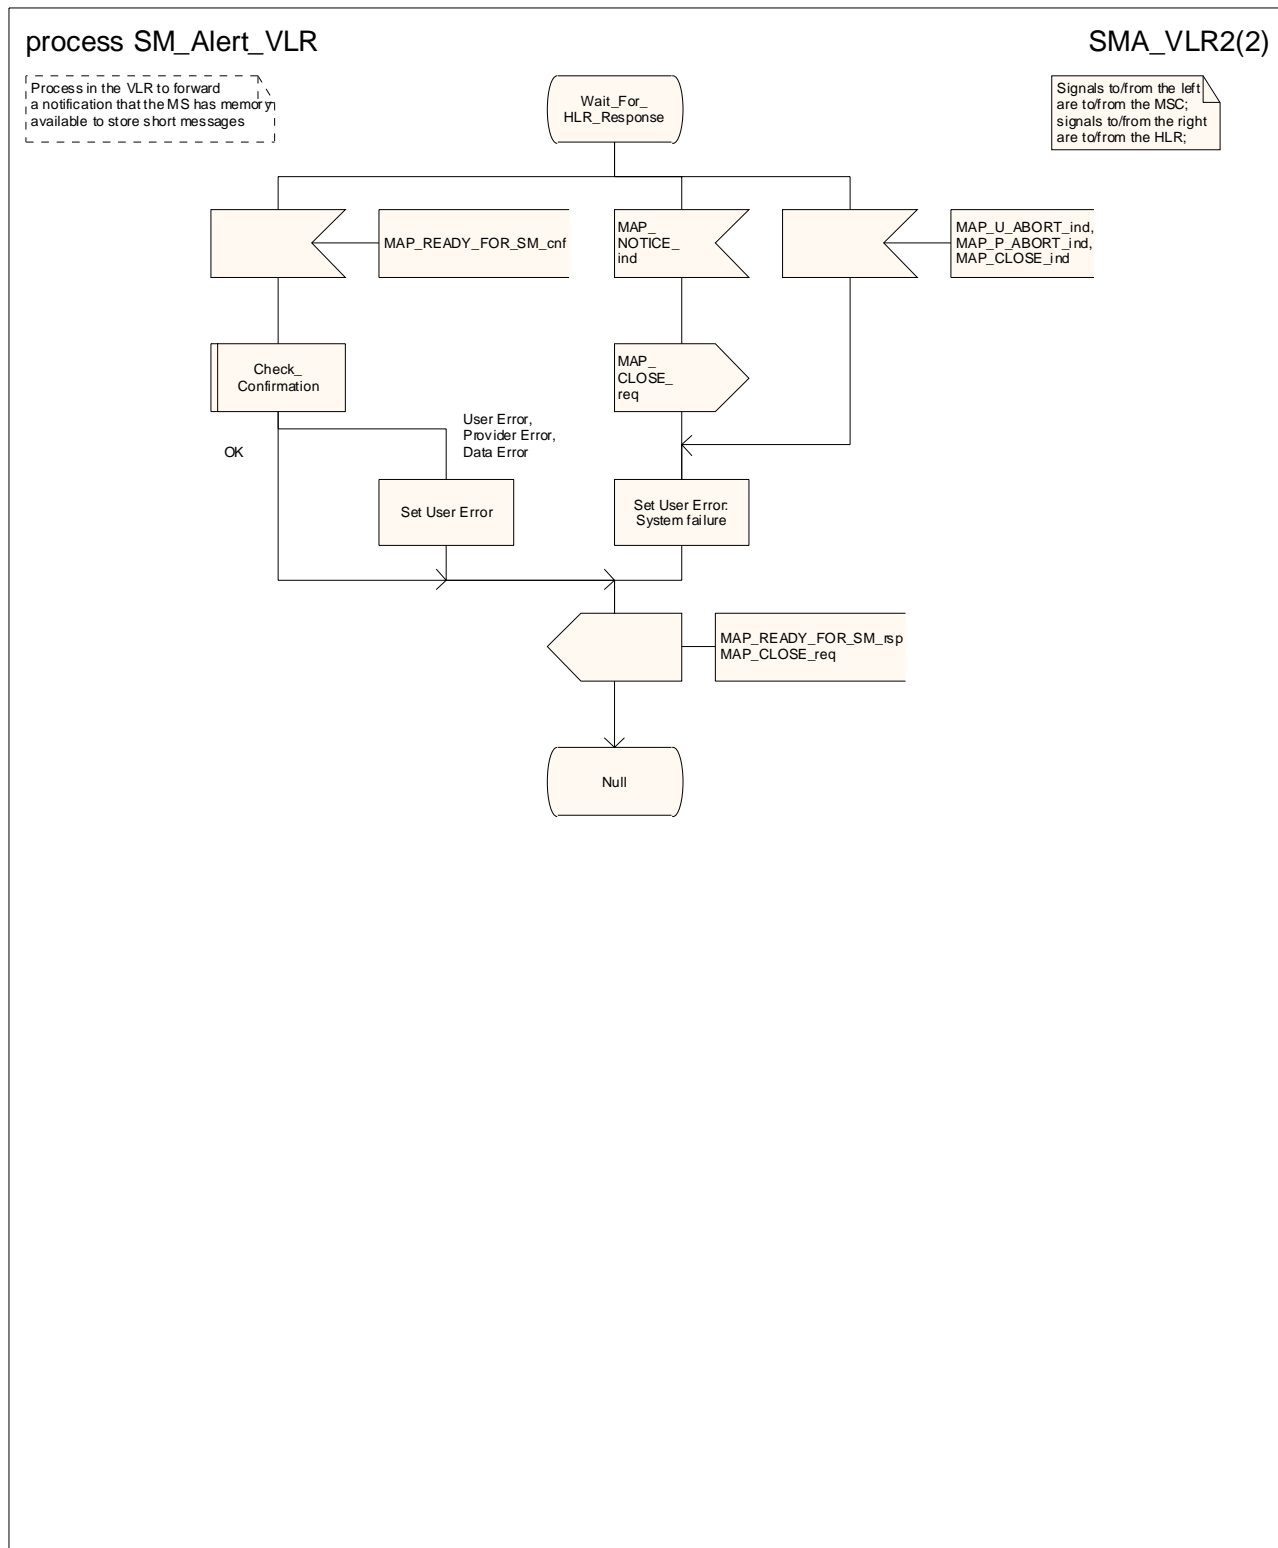 process SM_Alert_VLR
SMA_VLR2(2)
Process in the VLR to forward
a notification that the MS has memory
available to store short messages
Wait_For_
HLR_Response
Signals to/from the left
are to/from the MSC;
signals to/from the right
are to/from the HLR;
MAP_READY_FOR_SM_cnf
MAP_
NOTICE_
ind
MAP_U_ABORT_ind,
MAP_P_ABORT_ind,
MAP_CLOSE_ind
Check_
Confirmation
MAP_
CLOSE_
req
OK
User Error,
Provider Error,
Data Error
Set User Error
Set User Error:
System failure
MAP_READY_FOR_SM_rsp
MAP_CLOSE_req
Null